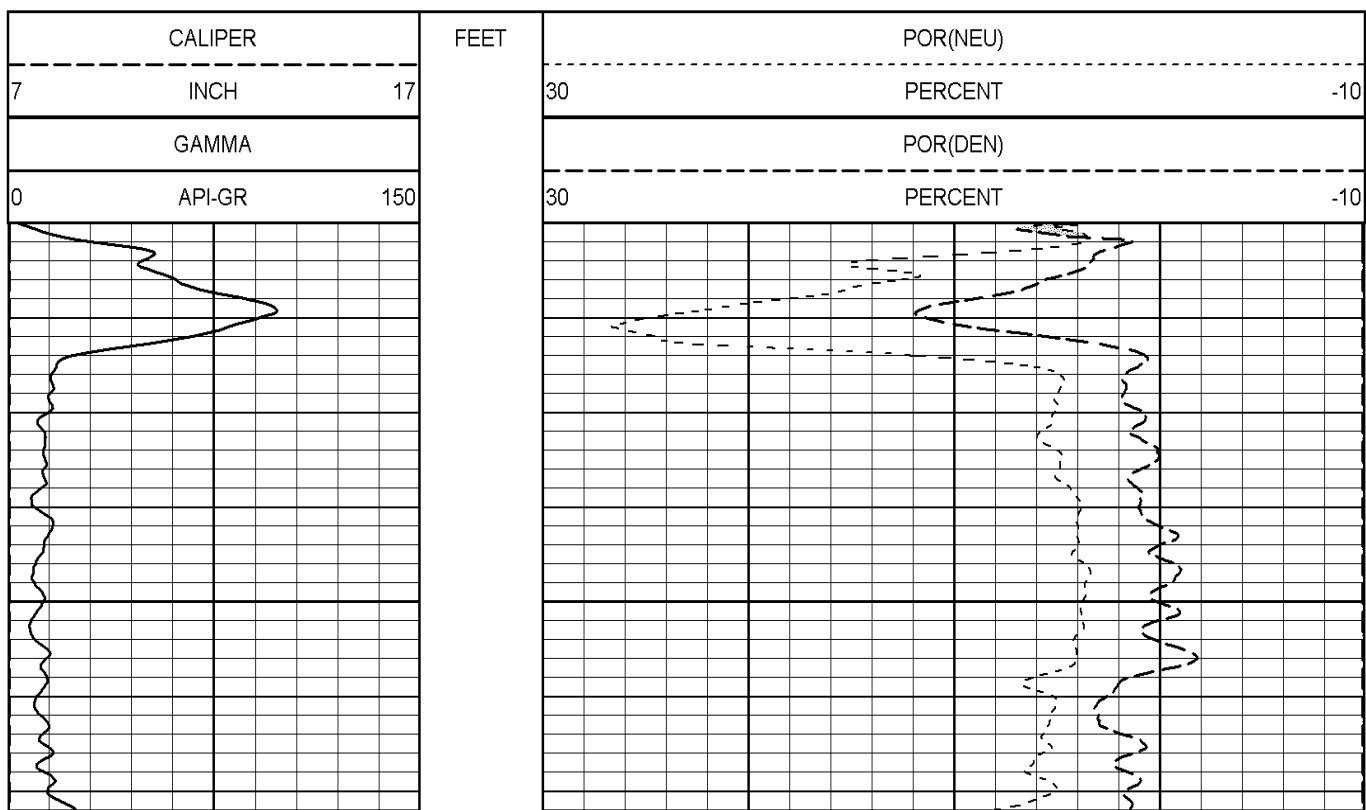 CALIPER FEET POR(NEU)
7 INCH 17 30 PERCENT -10
GAMMA POR(DEN)
0 API-GR 150 30 PERCENT -10